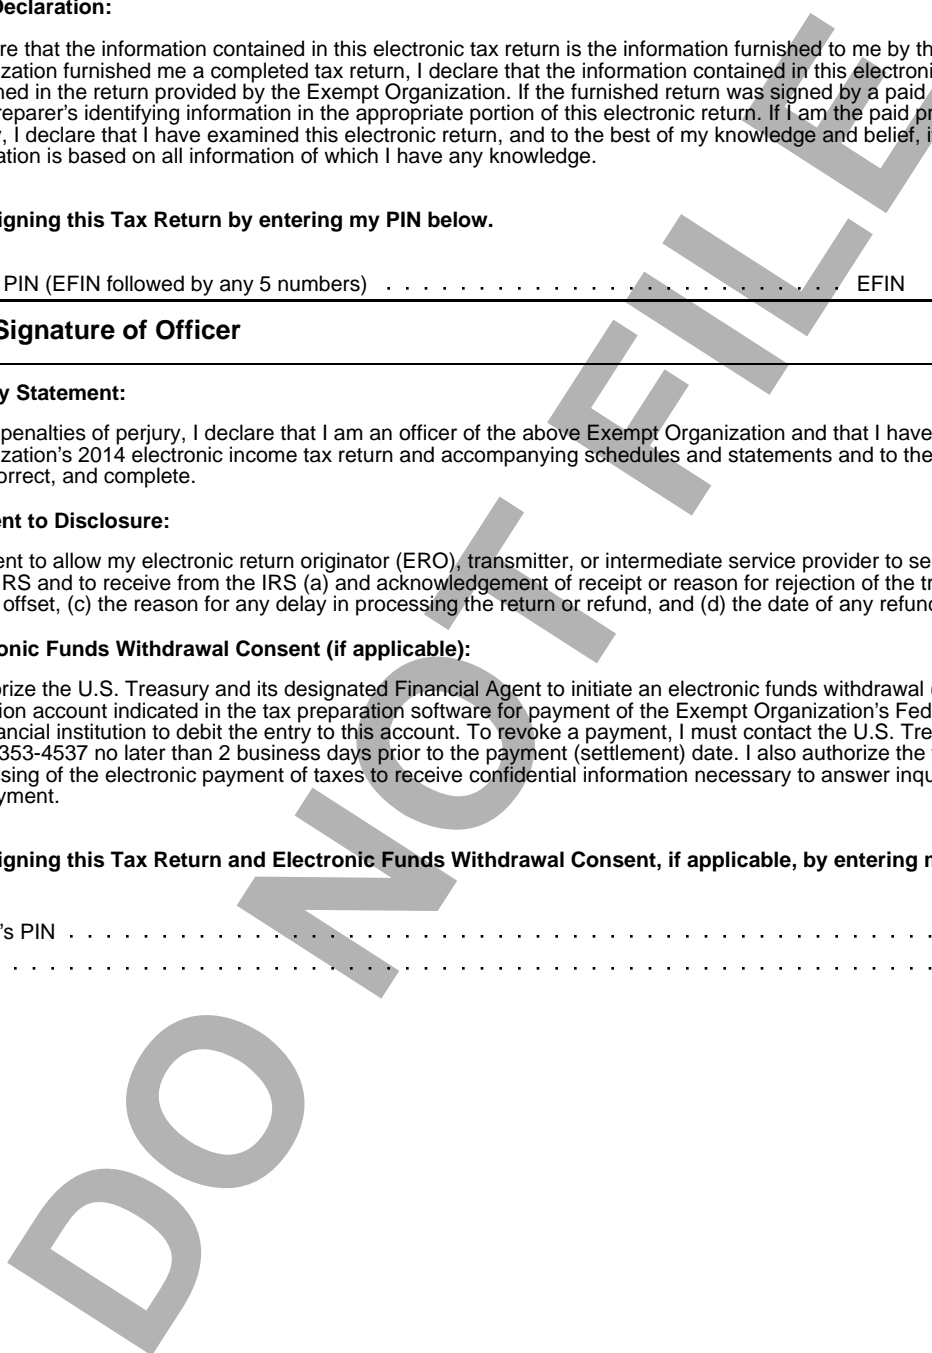 Declaration:
re that the information contained in this electronic tax return is the information furnished to me by th
zation furnished me a completed tax return, I declare that the information contained in this electroni
ned in the return provided by the Exempt Organization. If the furnished return was signed by a paid
reparer's identifying information in the appropriate portion of this electronic return. If I am the paid pr
, I declare that I have examined this electronic return, and to the best of my knowledge and belief, i
ation is based on all information of which I have any knowledge.
igning this Tax Return by entering my PIN below.
PIN (EFIN followed by any 5 numbers) . . . . . . . . . . . . . . . . . . . . . . . . . EFIN
Signature of Officer
y Statement:
penalties of perjury, I declare that I am an officer of the above Exempt Organization and that I have
zation's 2014 electronic income tax return and accompanying schedules and statements and to the
orrect, and complete.
ent to Disclosure:
ent to allow my electronic return originator (ERO), transmitter, or intermediate service provider to se
IRS and to receive from the IRS (a) and acknowledgement of receipt or reason for rejection of the tr
offset, (c) the reason for any delay in processing the return or refund, and (d) the date of any refund
onic Funds Withdrawal Consent (if applicable):
orize the U.S. Treasury and its designated Financial Agent to initiate an electronic funds withdrawal (
ion account indicated in the tax preparation software for payment of the Exempt Organization's Fed
ancial institution to debit the entry to this account. To revoke a payment, I must contact the U.S. Tre
353-4537 no later than 2 business days prior to the payment (settlement) date. I also authorize the
sing of the electronic payment of taxes to receive confidential information necessary to answer inqu
yment.
igning this Tax Return and Electronic Funds Withdrawal Consent, if applicable, by entering n
's PIN . . . . . . . . . . . . . . . . . . . . . . . . . . . . . . . . . . . . . .
. . . . . . . . . . . . . . . . . . . . . . . . . . . . . . . . . . . . . . . .
DO NOT FILE